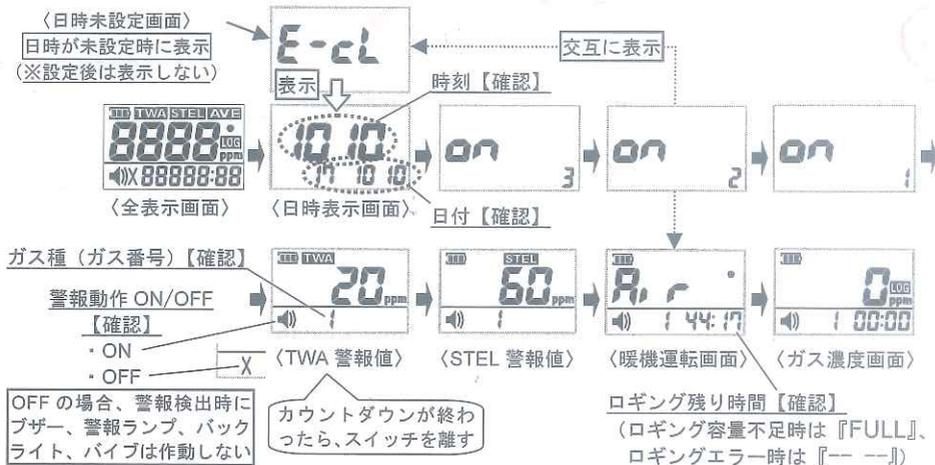 〈日時未設定画面〉
日時が未設定時に表示
(※設定後は表示しない)
E-cL
交互に表示
表示
時刻【確認】
TWA STEL AVE
8888
LOG
ppm
X88888:88
10 10
17 10 10
on
3
on
2
on
1
〈全表示画面〉
〈日時表示画面〉
日付【確認】
ガス種（ガス番号）【確認】
警報動作 ON/OFF
【確認】
・ON
・OFF
X
TWA
20
ppm
1
STEL
60
ppm
1
Air
1 44:17
0
LOG
ppm
1 00:00
〈TWA 警報値〉
〈STEL 警報値〉
〈暖機運転画面〉
〈ガス濃度画面〉
OFF の場合、警報検出時に
ブザー、警報ランプ、バック
ライト、バイブは作動しない
カウントダウンが終わ
ったら、スイッチを離す
ロギング残り時間【確認】
（ロギング容量不足時は『FULL』、
ロギングエラー時は『-- --』)